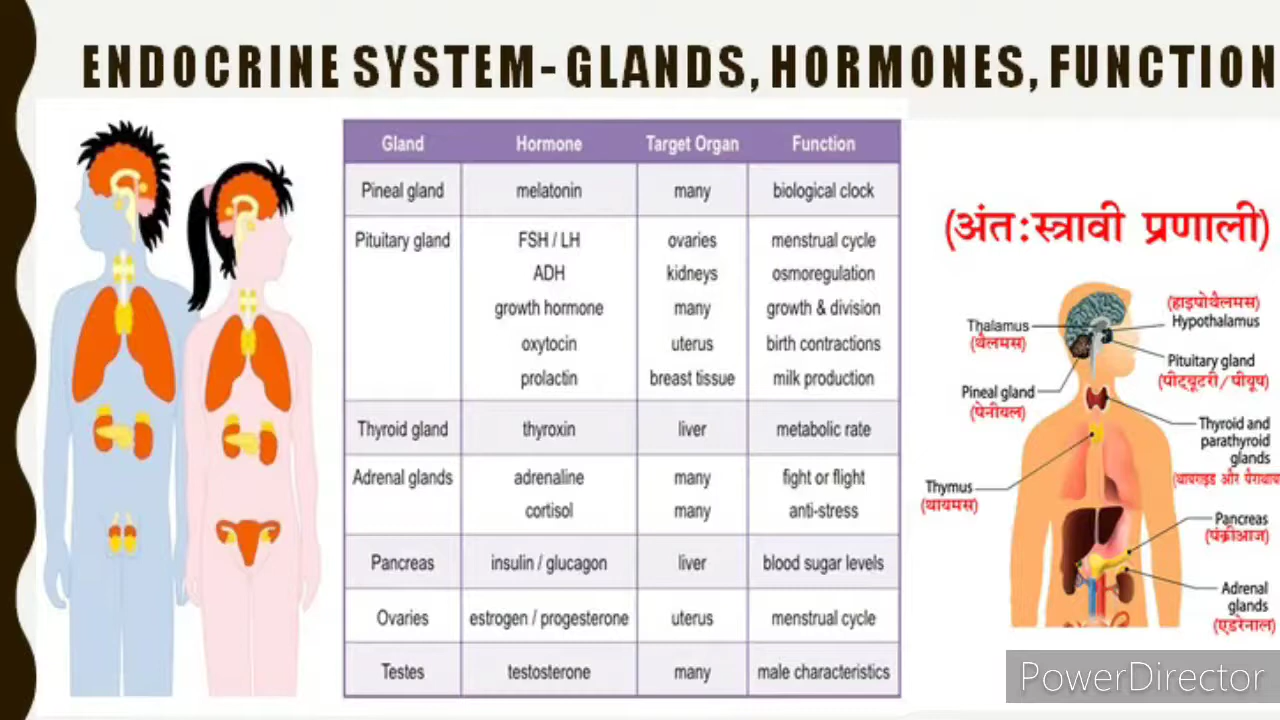 ENDOCRINE SYSTEM- GLANDS, HORMONES, FUNCTION
Gland Hormone Target Organ Function
Pineal gland melatonin many biological clock
Pituitary gland FSH / LH ovaries menstrual cycle
ADH kidneys osmoregulation
growth hormone many growth & division
oxytocin uterus birth contractions
prolactin breast tissue milk production
Thyroid gland thyroxin liver metabolic rate
Adrenal glands adrenaline many fight or flight
cortisol many anti-stress
Pancreas insulin / glucagon liver blood sugar levels
Ovaries estrogen / progesterone uterus menstrual cycle
Testes testosterone many male characteristics
(अंतःस्त्रावी प्रणाली)
(हाइपोथैलमस)
Hypothalamus
Thalamus
(थैलमस)
Pituitary gland
(पीट्यूटरी/पीयूष)
Pineal gland
(पेनीयल)
Thyroid and
parathyroid
glands
(थायराइड और पैराथाय
Thymus
(थायमस)
Pancreas
(पंक्रीआज)
Adrenal
glands
(एडरेनाल)
PowerDirector